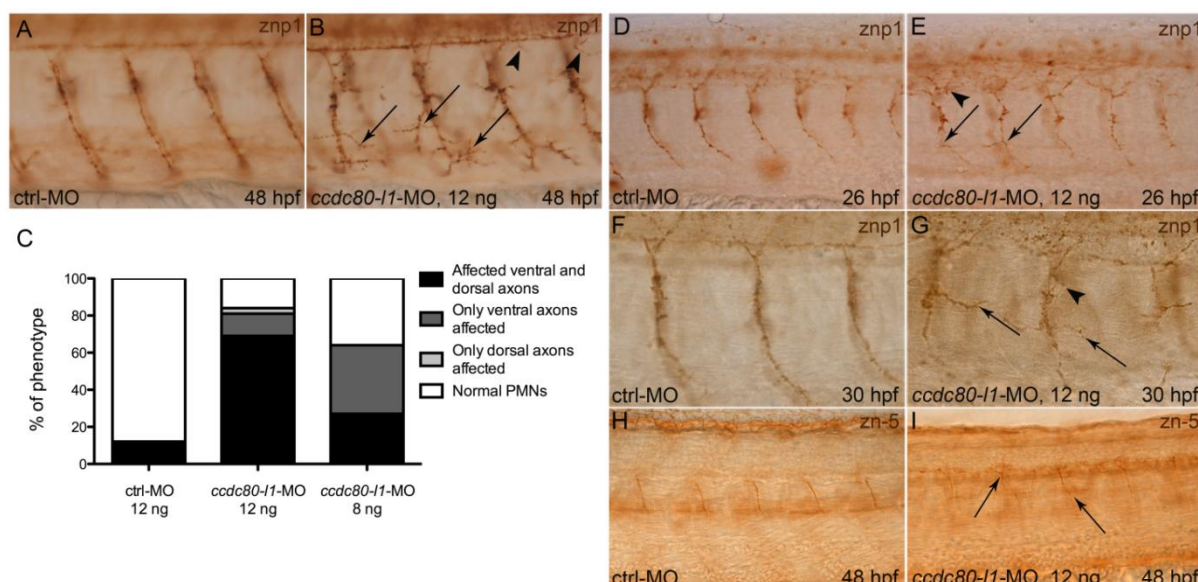 A znp1
ctrl-MO 48 hpf
B znp1
ccdc80-l1-MO, 12 ng 48 hpf
C
% of phenotype
100
80
60
40
20
0
ctrl-MO
12 ng
ccdc80-l1-MO
12 ng
ccdc80-l1-MO
8 ng
Affected ventral and
dorsal axons
Only ventral axons
affected
Only dorsal axons
affected
Normal PMNs
D znp1
ctrl-MO 26 hpf
E znp1
ccdc80-l1-MO, 12 ng 26 hpf
F znp1
ctrl-MO 30 hpf
G znp1
ccdc80-l1-MO, 12 ng 30 hpf
H zn-5
ctrl-MO 48 hpf
I zn-5
ccdc80-l1-MO, 12 ng 48 hpf